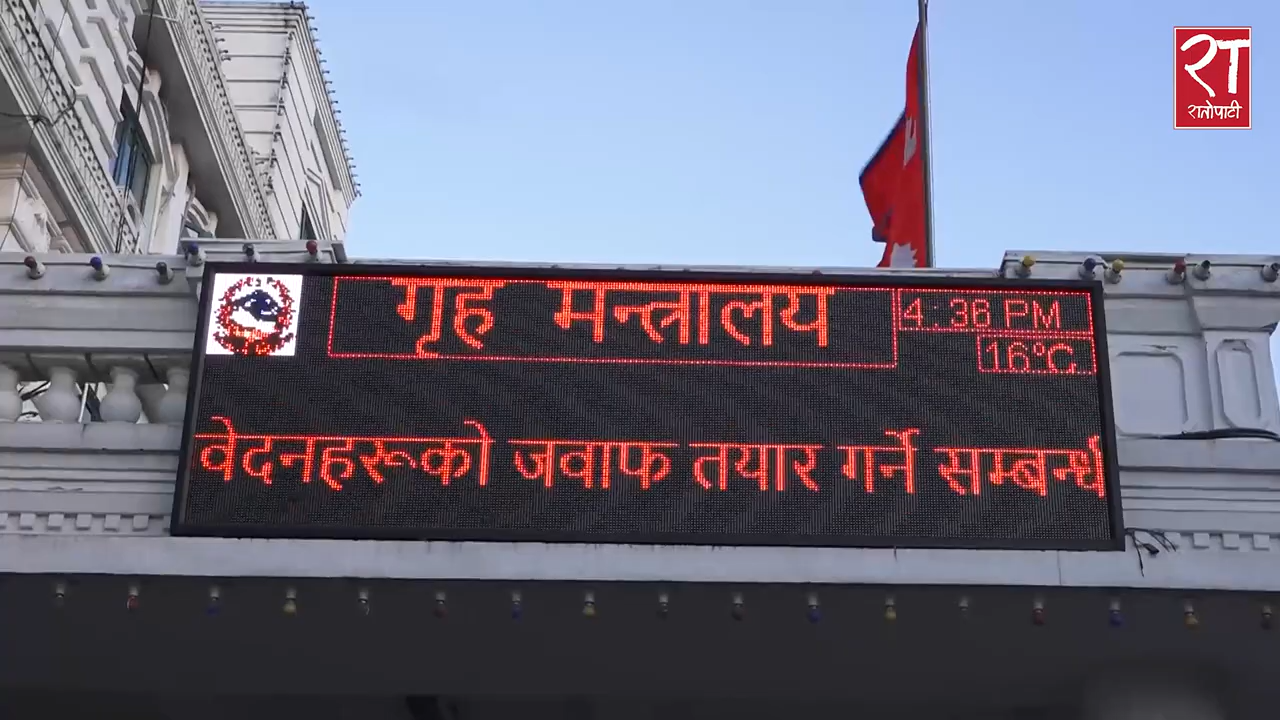 रा
रातोपाटी
गृह मन्त्रालय
4:36 PM
16°C
वेदनहरूको जवाफ तयार गर्ने सम्बन्ध